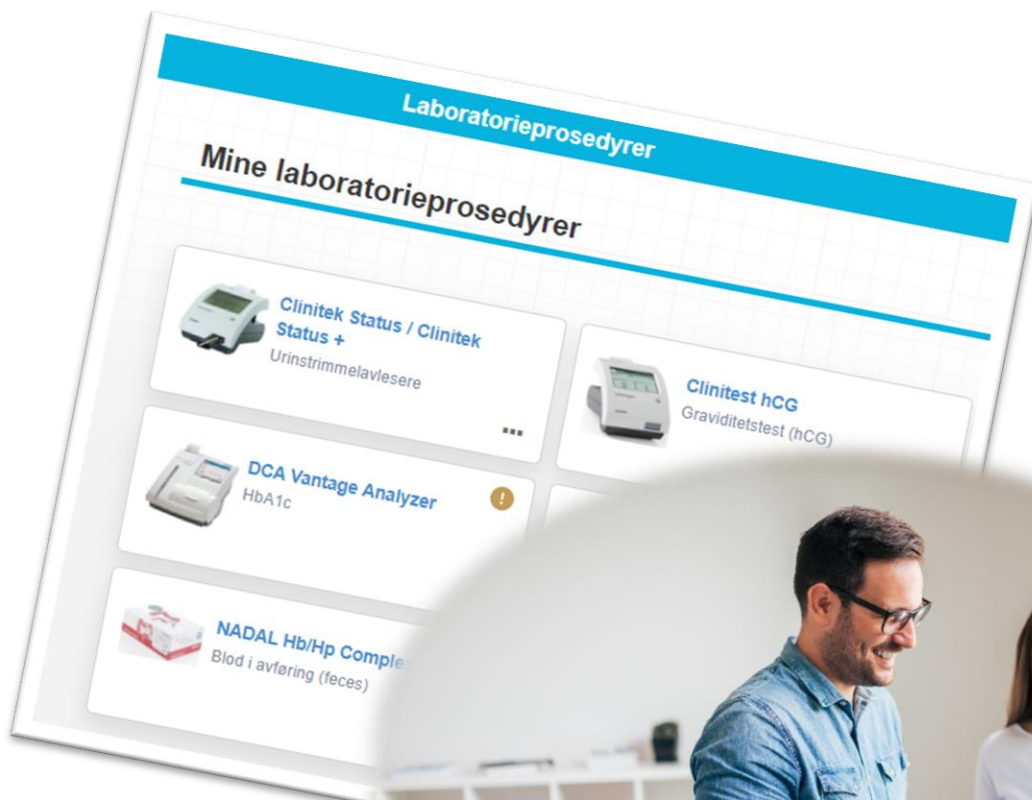 Laboratorieprosedyrer
Mine laboratorieprosedyrer
Clinitek Status / Clinitek
Status +
Urinstrimmelavlesere
Clinitest hCG
Graviditetstest (hCG)
DCA Vantage Analyzer
HbA1c
NADAL Hb/Hp
Blod i avføring (feces)